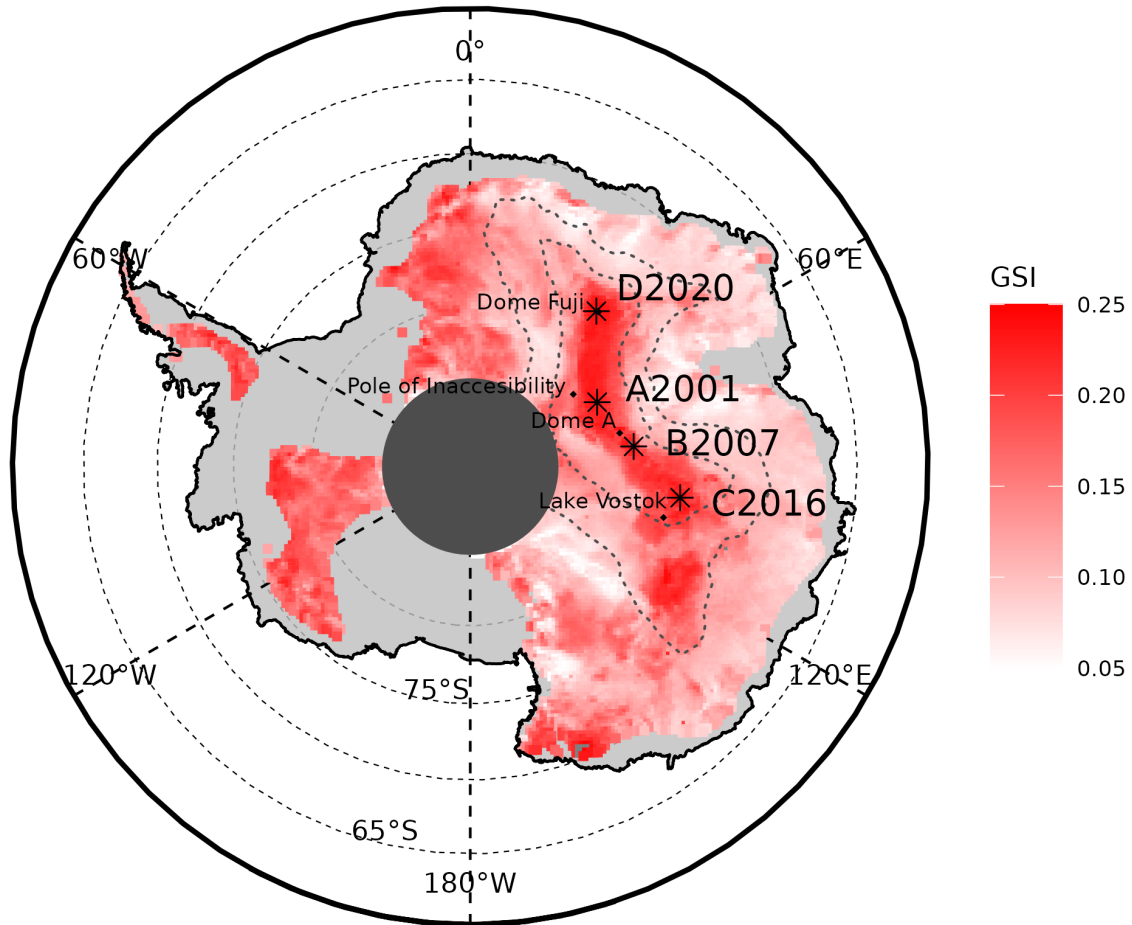 0°
60°W
60°E
D2020
Dome Fuji
GSI
0.25
Pole of Inaccesibility
A2001
0.20
Dome A
B2007
0.15
Lake Vostok
C2016
0.10
0.05
120°W
75°S
120°E
65°S
180°W